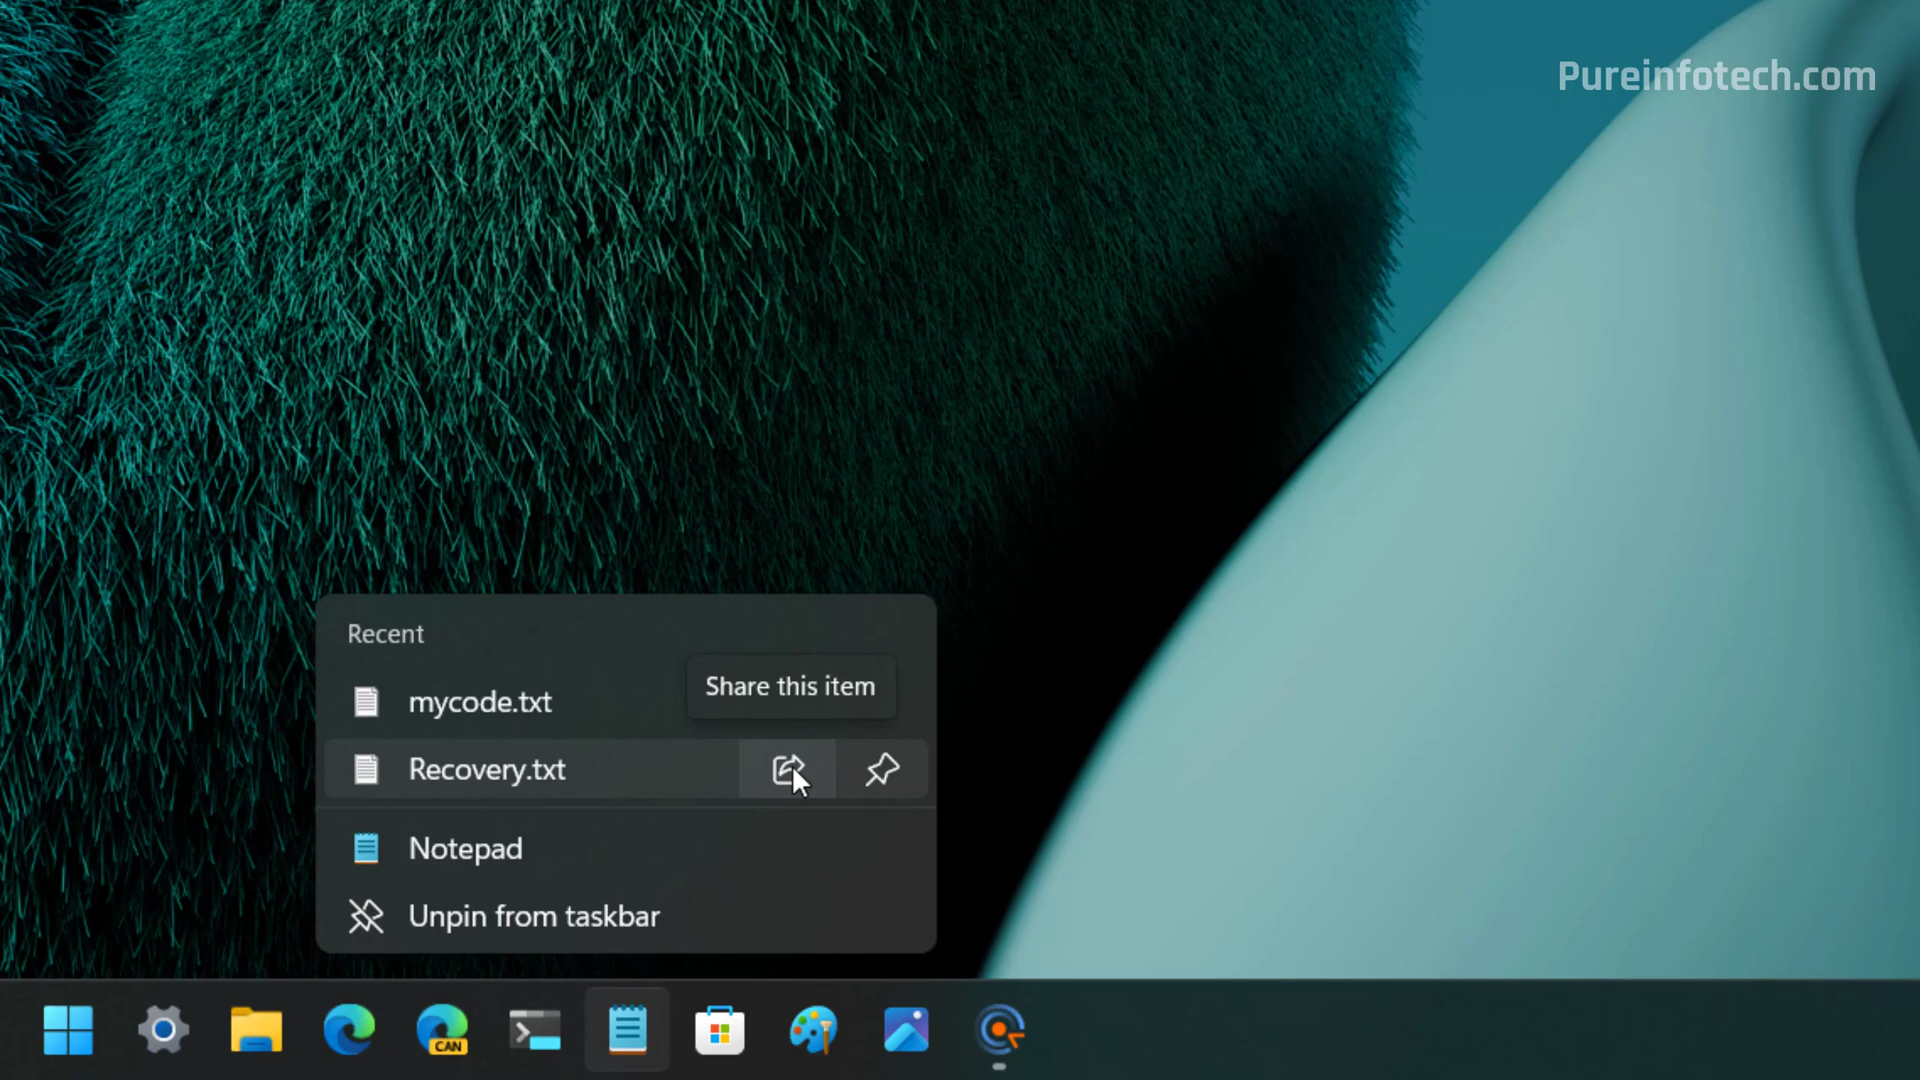 Pureinfotech.com
Recent
Share this item
mycode.txt
Recovery.txt
Notepad
Unpin from taskbar
CAN